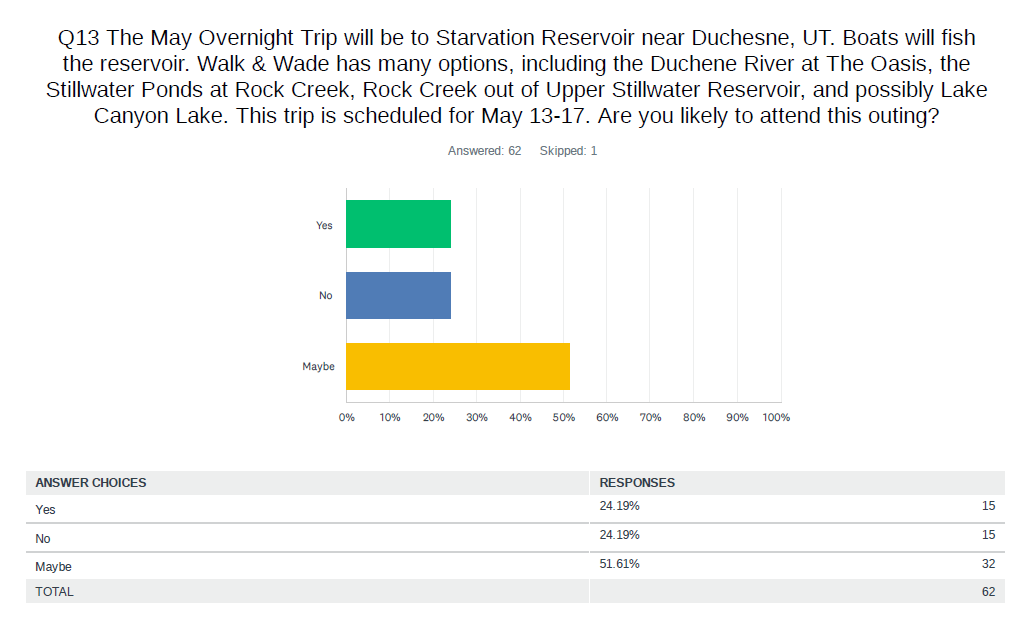 Q13 The May Overnight Trip will be to Starvation Reservoir near Duchesne, UT. Boats will fish
the reservoir. Walk & Wade has many options, including the Duchene River at The Oasis, the
Stillwater Ponds at Rock Creek, Rock Creek out of Upper Stillwater Reservoir, and possibly Lake
Canyon Lake. This trip is scheduled for May 13-17. Are you likely to attend this outing?
Answered: 62 Skipped: 1
Yes
No
Maybe
0% 10% 20% 30% 40% 50% 60% 70% 80% 90% 100%
ANSWER CHOICES RESPONSES
Yes 24.19% 15
No 24.19% 15
Maybe 51.61% 32
TOTAL 62